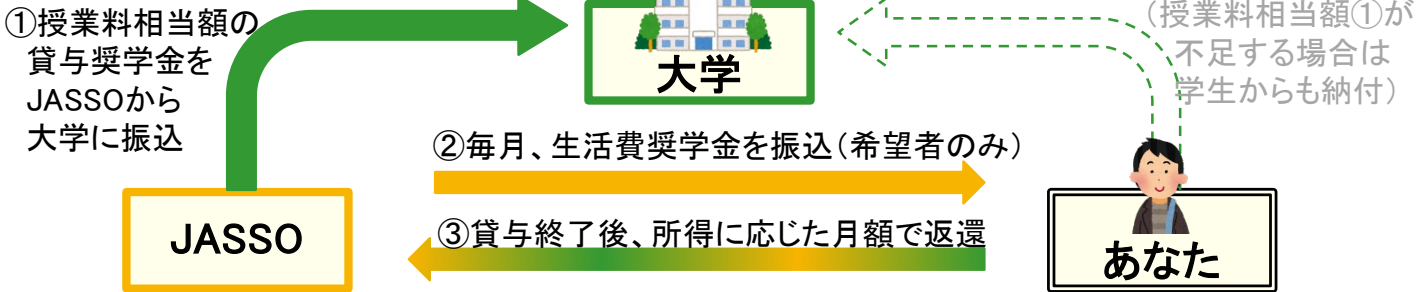 ①授業料相当額の
貸与奨学金を
JASSOから
大学に振込
大学
(授業料相当額①が
不足する場合は
学生からも納付)
②毎月、生活費奨学金を振込(希望者のみ)
JASSO
③貸与終了後、所得に応じた月額で返還
あなた